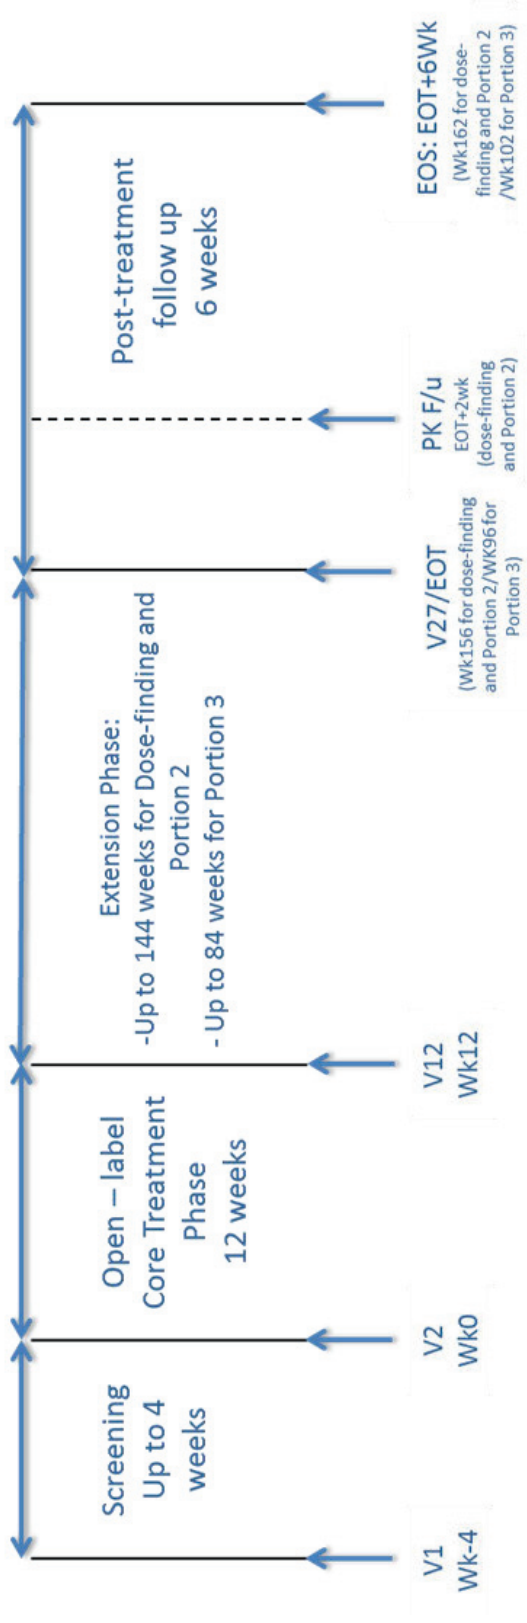 Screening
Up to 4
weeks
Open – label
Core Treatment
Phase
12 weeks
Extension Phase:
-Up to 144 weeks for Dose-finding and
Portion 2
- Up to 84 weeks for Portion 3
Post-treatment
follow up
6 weeks
V1
Wk-4
V2
Wk0
V12
Wk12
V27/EOT
(Wk156 for dose-finding
and Portion 2/WK96 for
Portion 3)
PK F/u
EOT+2wk
(dose-finding
and Portion 2)
EOS: EOT+6Wk
(Wk162 for dose-
finding and Portion 2
/Wk102 for Portion 3)